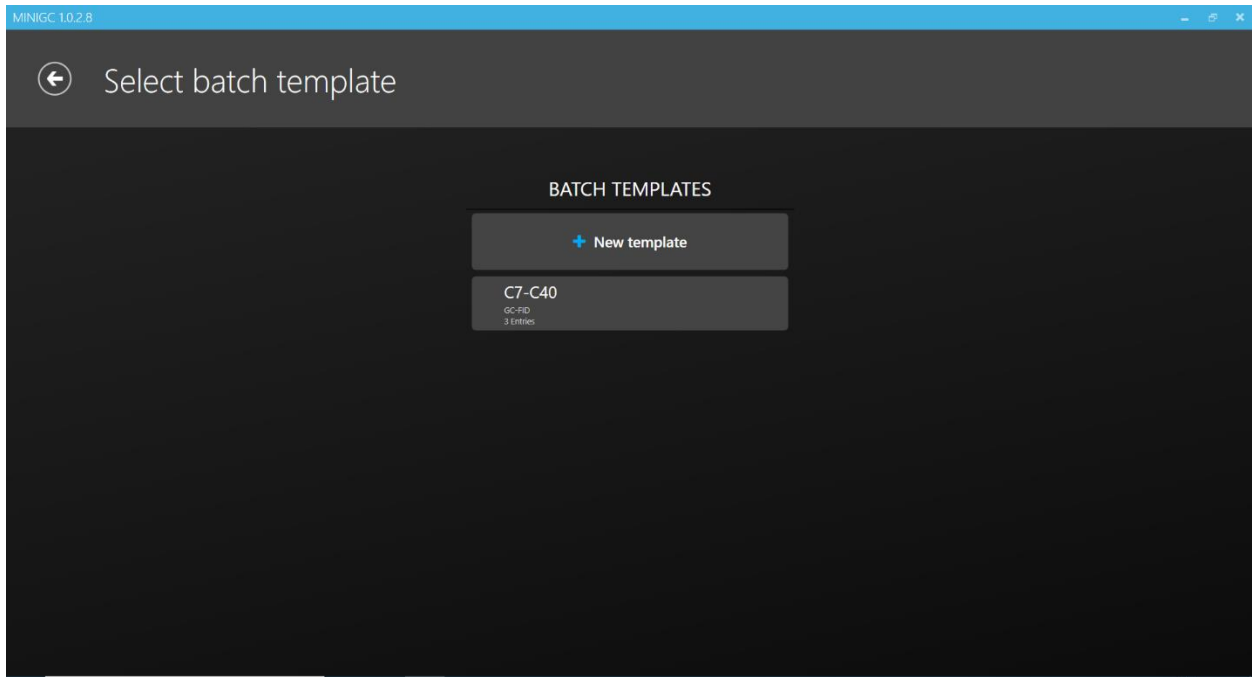 MINIGC 1.0.2.8
Select batch template
BATCH TEMPLATES
+ New template
C7-C40
GC-FID
3 Entries